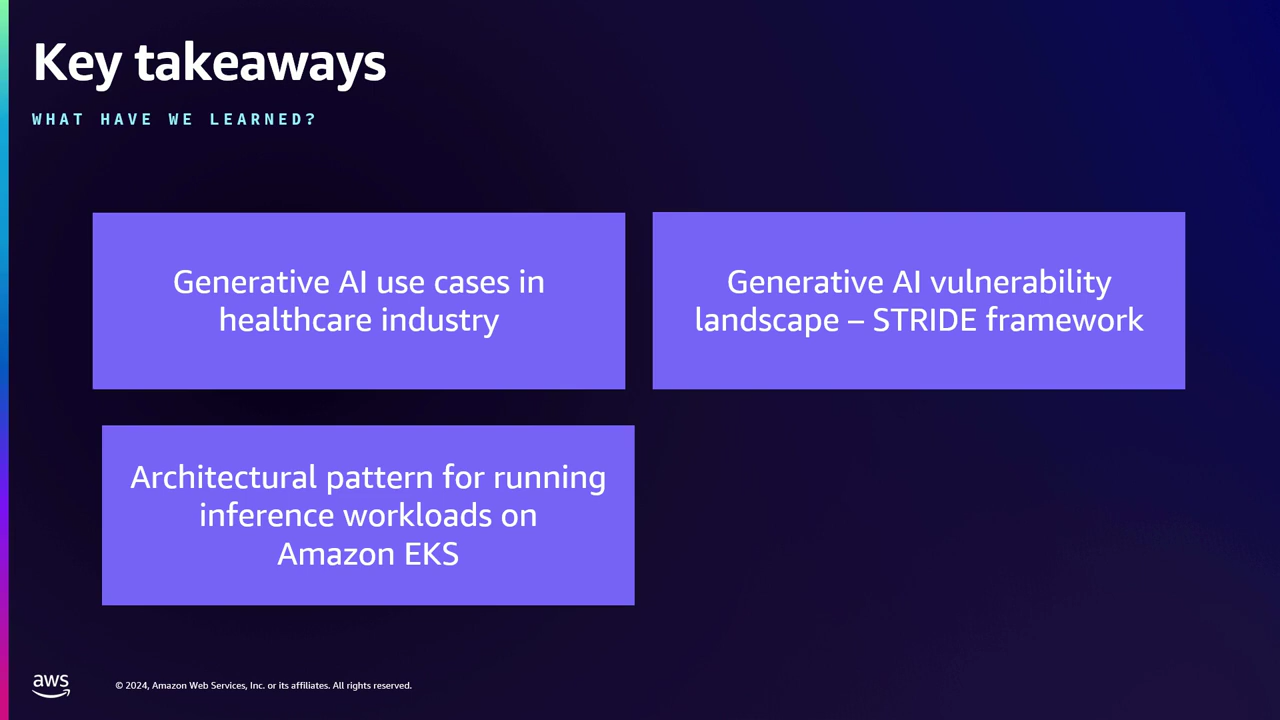 Key takeaways
WHAT HAVE WE LEARNED?
Generative AI use cases in
healthcare industry
Generative AI vulnerability
landscape – STRIDE framework
Architectural pattern for running
inference workloads on
Amazon EKS
aws
© 2024, Amazon Web Services, Inc. or its affiliates. All rights reserved.